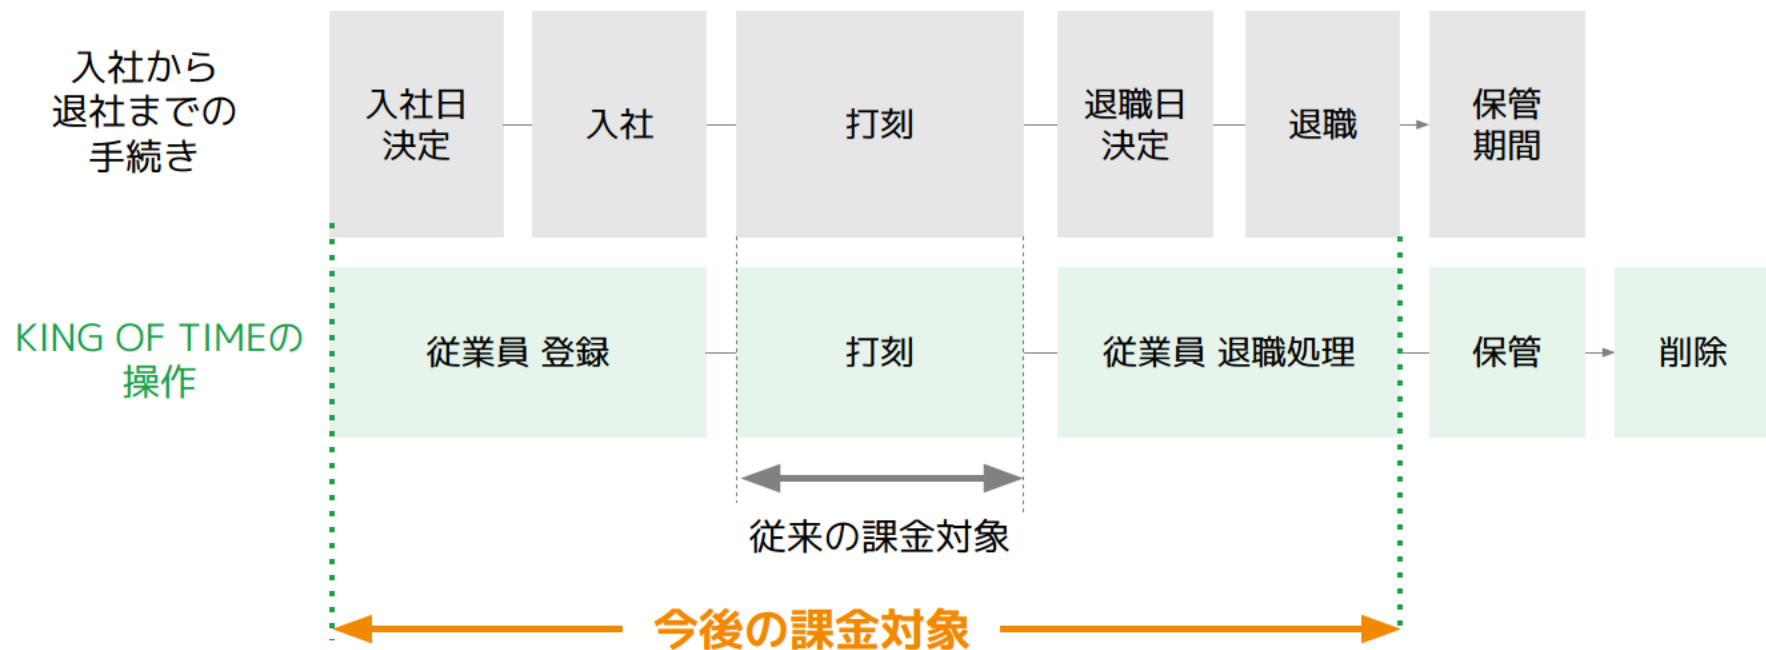 入社から
退社までの
手続き
入社日
決定
入社
打刻
退職日
決定
退職
保管
期間
KING OF TIMEの
操作
従業員 登録
打刻
従業員 退職処理
保管
削除
従来の課金対象
今後の課金対象